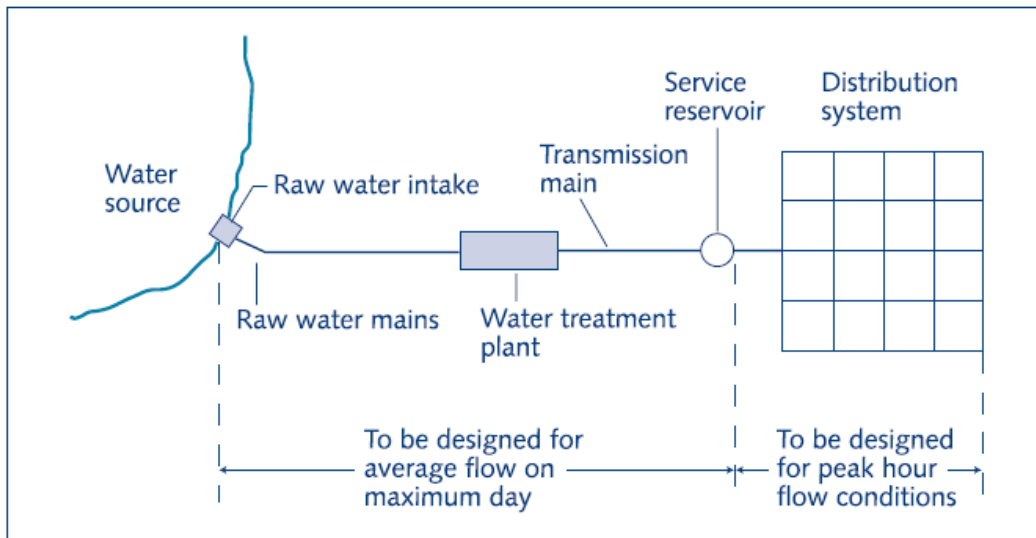 Water
source
Raw water intake
Raw water mains
Water treatment
plant
Transmission
main
Service
reservoir
Distribution
system
To be designed for
average flow on
maximum day
To be designed
for peak hour
flow conditions